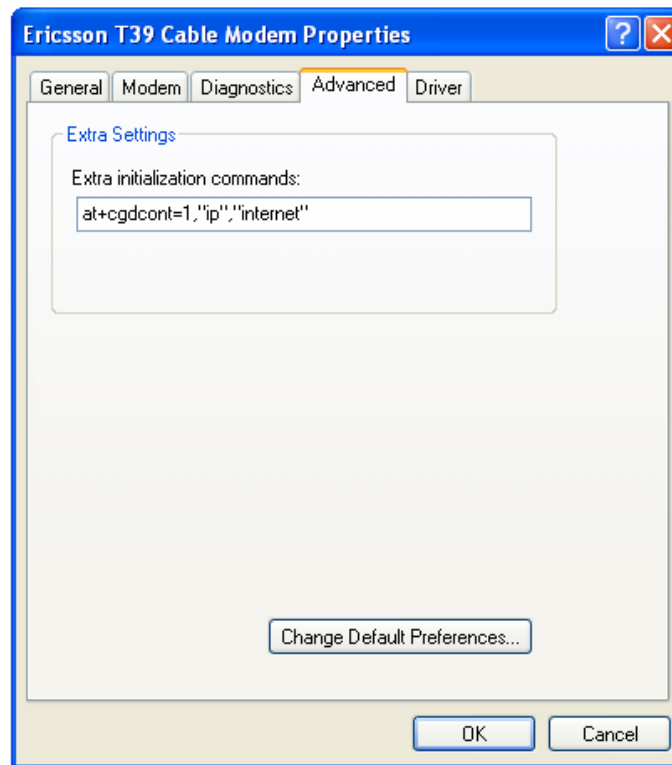 Ericsson T39 Cable Modem Properties
General Modem Diagnostics Advanced Driver
Extra Settings
Extra initialization commands:
at+cgdcont=1,"ip","internet"
Change Default Preferences...
OK Cancel